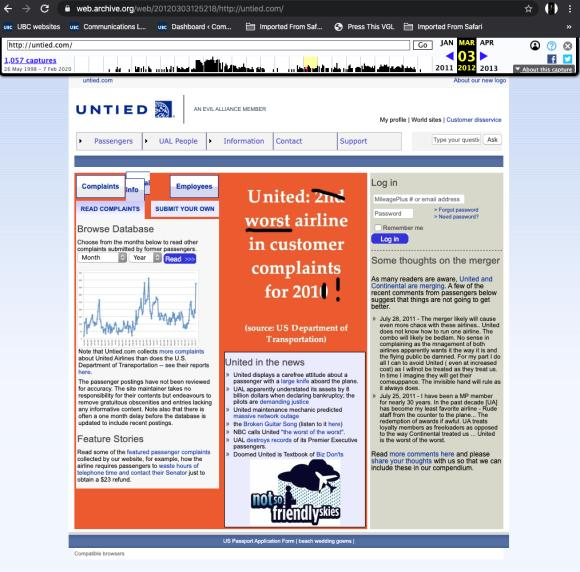 web.archive.org/web/20120303125218/http://untied.com/
UBC websites
Communications L...
Dashboard ‹ Com...
Imported From Saf...
Press This VGL
Imported From Safari
http://untied.com/
Go
JAN MAR APR
1,057 captures
03
26 May 1998 – 7 Feb 2020
2011 2012 2013
About this capture
untied.com
About our new logo
UNTIED
AN EVIL ALLIANCE MEMBER
My profile | World sites | Customer disservice
Passengers
UAL People
Information
Contact
Support
Type your questi
Ask
Complaints
Info
Employees
READ COMPLAINTS
SUBMIT YOUR OWN
Browse Database
Choose from the months below to read other
complaints submitted by former passengers.
Month
Year
Read >>>
Note that Untied.com collects more complaints
about United Airlines than does the U.S.
Department of Transportation -- see their reports
here.
The passenger postings have not been reviewed
for accuracy. The site maintainer takes no
responsibility for their contents but endeavours to
remove gratuitous obscenities and entries lacking
any informative content. Note also that there is
often a one month delay before the database is
updated to include recent postings.
Feature Stories
Read some of the featured passenger complaints
collected by our website, for example, how the
airline requires passengers to waste hours of
telephone time and contact their Senator just to
obtain a $23 refund.
United: 2nd
worst airline
in customer
complaints
for 2010!
(source: US Department of
Transportation)
United in the news
United displays a carefree attitude about a
passenger with a large knife aboard the plane.
UAL apparently understated its assets by 8
billion dollars when declaring bankruptcy; the
pilots are demanding justice
United maintenance mechanic predicted
massive network outage
the Broken Guitar Song (listen to it here)
NBC calls United "the worst of the worst".
UAL destroys records of its Premier Executive
passengers.
Doomed United is Textbook of Biz Don'ts
not so
friendly skies
Log in
MileagePlus # or email address
Password
› Forgot password
› Need password?
Remember me
Log in
Some thoughts on the merger
As many readers are aware, United and
Continental are merging. A few of the
recent comments from passengers below
suggest that things are not going to get
better.
July 28, 2011 - The merger likely will cause
even more chaos with these airlines.. United
does not know how to run one airline. The
combo will likely be bedlam. No sense in
complaining as the mnagement of both
airlines apparently wants it the way it is and
the flying public be damned. For my part I do
all I can to avoid United ( even at increased
cost) as I willnot be treated as they treat us.
In time I imagine they will get their
comeuppance. The invisible hand will rule as
it always does.
July 25, 2011 - I have been a MP member
for nearly 30 years. In the past decade [UA]
has become my least favorite airline - Rude
staff from the counter to the plane... The
redemption of awards if awful. UA treats
loyalty members as freeloaders as opposed
to the way Continental treated us ... United
is the worst of the worst.
Read more comments here and please
share your thoughts with us so that we can
include these in our compendium.
US Passport Application Form | beach wedding gowns |
Compatible browsers